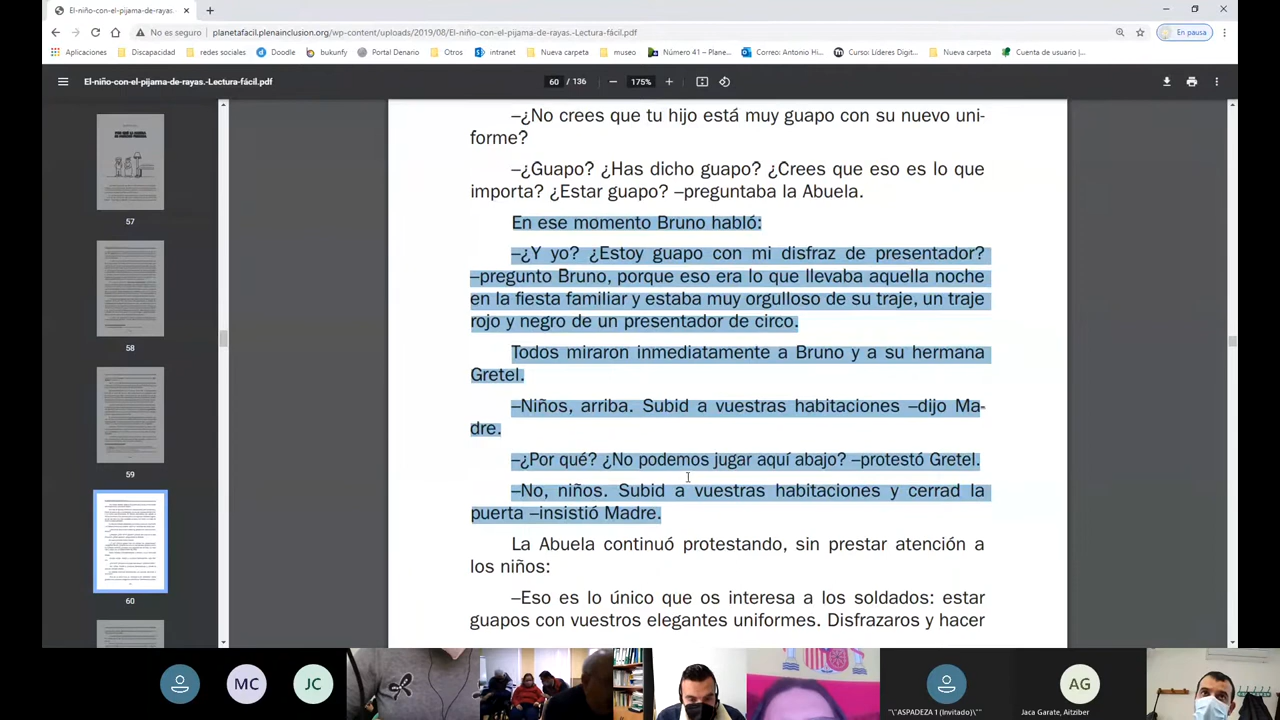 El-niño-con-el-pijama-de-rayas.-
No es seguro planetafacil.plenainclusion.org/wp-content/uploads/2019/08/El-niño-con-el-pijama-de-rayas.-Lectura-fácil.pdf En pausa
Aplicaciones Discapacidad redes sociales Doodle bukunfy Portal Denario Otros intranet Nueva carpeta museo Número 41 – Plane... Correo: Antonio Hi... Curso: Líderes Digit... Nueva carpeta Cuenta de usuario:...
El-niño-con-el-pijama-de-rayas.-Lectura-fácil.pdf 60 / 136 175%
57
58
59
60
–¿No crees que tu hijo está muy guapo con su nuevo uni-
forme?
–¿Guapo? ¿Has dicho guapo? ¿Crees que eso es lo que
importa? ¿Estar guapo? –preguntaba la Abuela.
En ese momento Bruno habló:
–¿Y yo? ¿Estoy guapo con mi disfraz de presentador?
–pregunto Bruno, porque eso era lo que llevaba aquella noche
en la fiesta familiar y estaba muy orgulloso de su traje, un traje
rojo y negro de un presentador de circo.
Todos miraron inmediatamente a Bruno y a su hermana
Gretel.
–Niños, arriba. Subid a vuestras habitaciones –dijo Ma-
dre.
–¿Por qué? ¿No podemos jugar aquí abajo? –protestó Gretel.
–No, niños. Subid a vuestras habitaciones y cerrad la
puerta –insistió Madre.
La Abuela continuó protestando, sin prestar atención a
los niños:
–Eso es lo único que os interesa a los soldados: estar
guapos con vuestros elegantes uniformes. Disfrazaros y hacer
MC JC AG
"\"ASPADEZA 1 (Invitado)\"" Jaca Garate, Aitziber